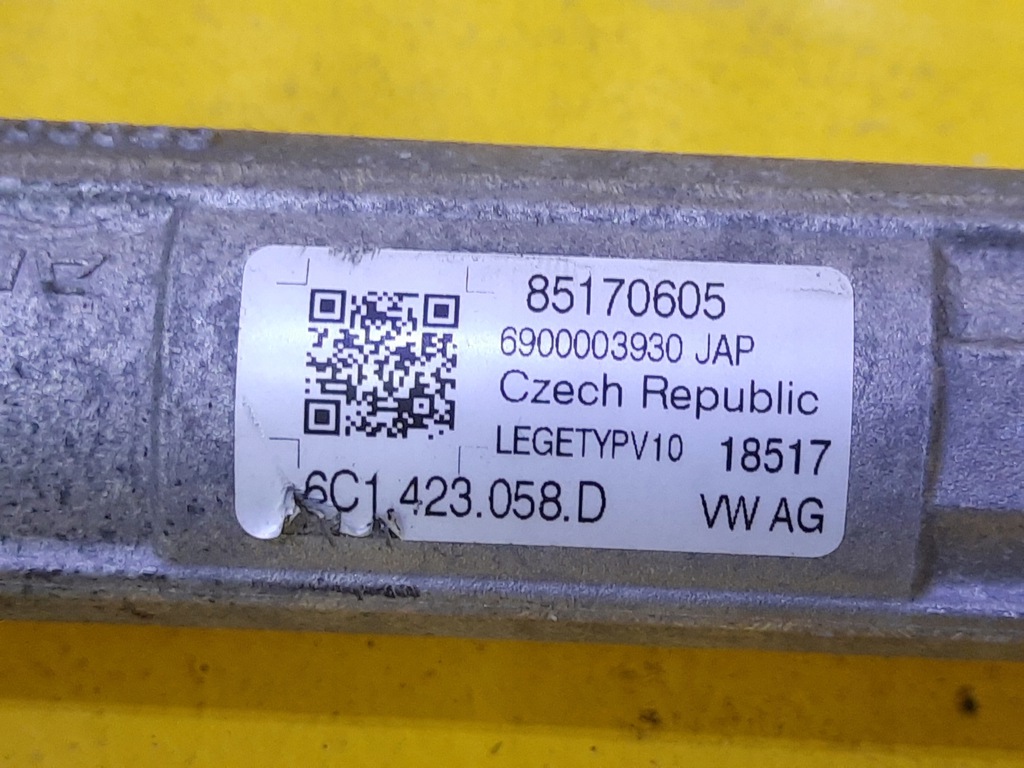 85170605
6900003930 JAP
Czech Republic
LEGETYPV10 18517
6C1.423.058.D VW AG